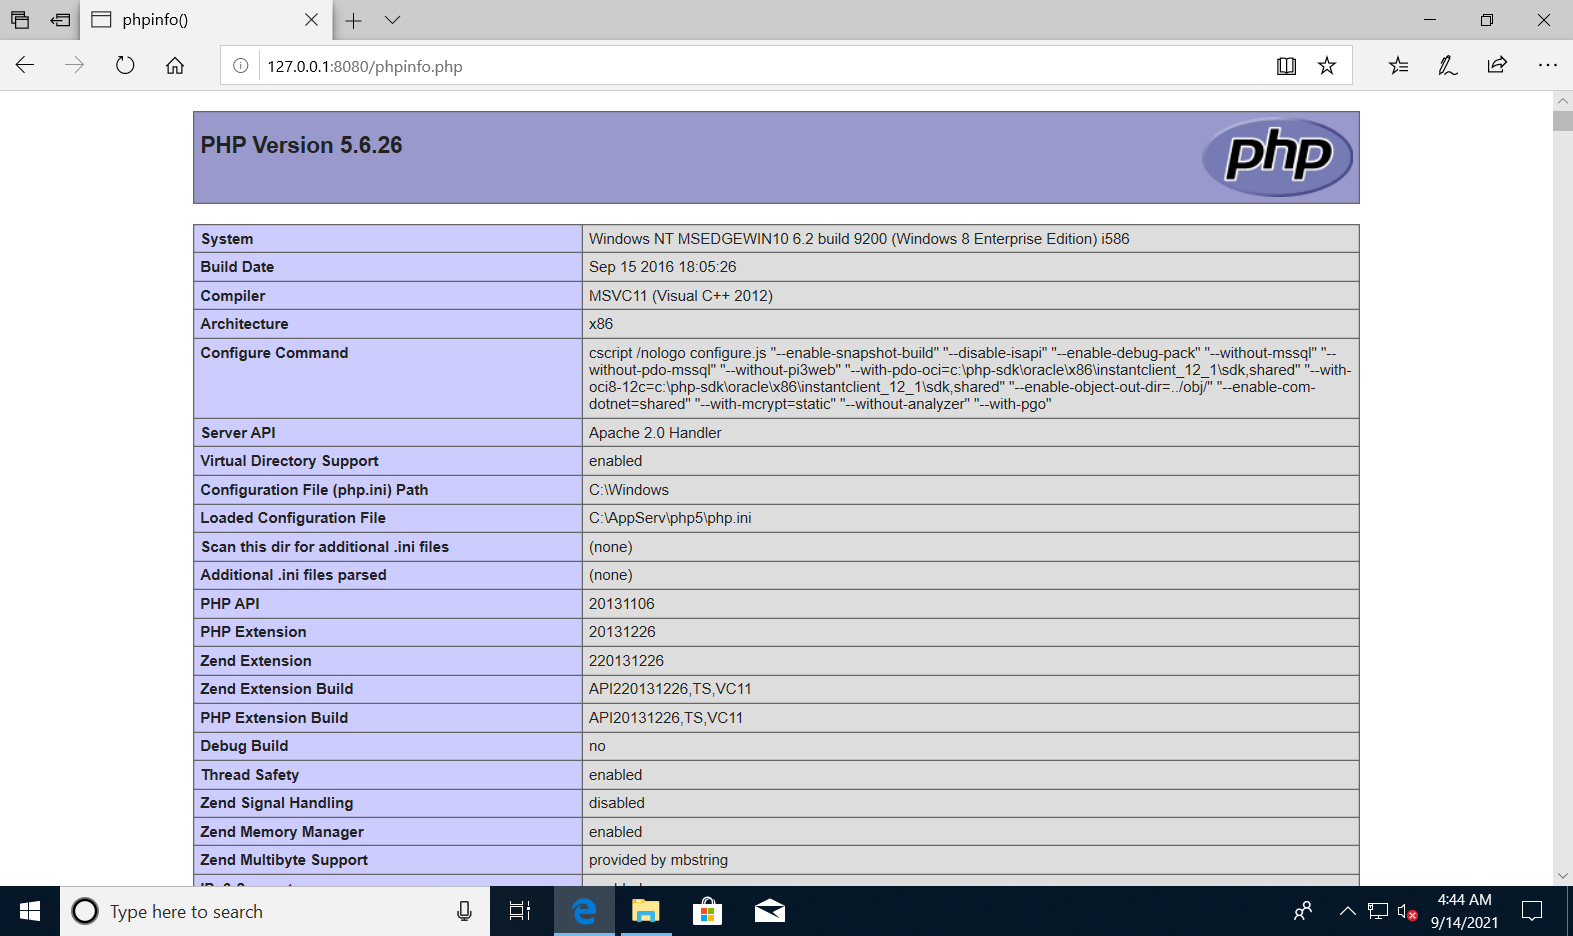 phpinfo()
127.0.0.1:8080/phpinfo.php
PHP Version 5.6.26
php
System Windows NT MSEDGEWIN10 6.2 build 9200 (Windows 8 Enterprise Edition) i586
Build Date Sep 15 2016 18:05:26
Compiler MSVC11 (Visual C++ 2012)
Architecture x86
Configure Command cscript /nologo configure.js "--enable-snapshot-build" "--disable-isapi" "--enable-debug-pack" "--without-mssql" "--
without-pdo-mssql" "--without-pi3web" "--with-pdo-oci=c:\php-sdk\oracle\x86\instantclient_12_1\sdk,shared" "--with-
oci8-12c=c:\php-sdk\oracle\x86\instantclient_12_1\sdk,shared" "--enable-object-out-dir=../obj/" "--enable-com-
dotnet=shared" "--with-mcrypt=static" "--without-analyzer" "--with-pgo"
Server API Apache 2.0 Handler
Virtual Directory Support enabled
Configuration File (php.ini) Path C:\Windows
Loaded Configuration File C:\AppServ\php5\php.ini
Scan this dir for additional .ini files (none)
Additional .ini files parsed (none)
PHP API 20131106
PHP Extension 20131226
Zend Extension 220131226
Zend Extension Build API220131226,TS,VC11
PHP Extension Build API20131226,TS,VC11
Debug Build no
Thread Safety enabled
Zend Signal Handling disabled
Zend Memory Manager enabled
Zend Multibyte Support provided by mbstring
Type here to search
4:44 AM
9/14/2021